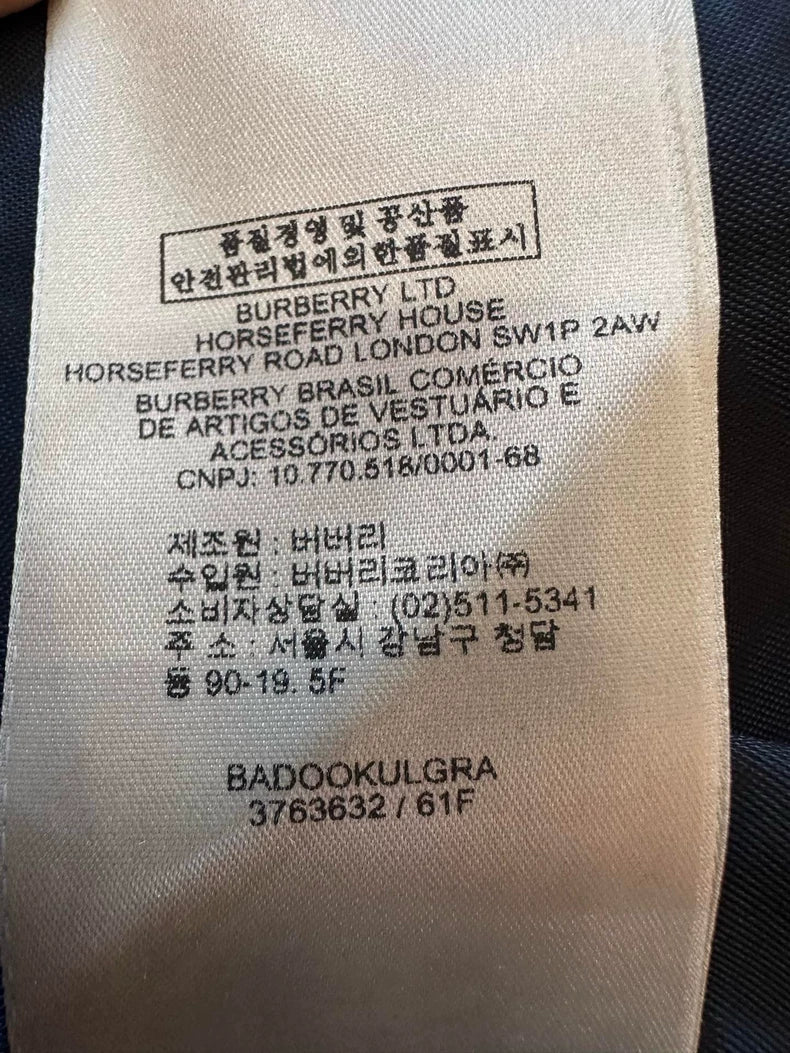 품질경영 및 공산품
안전관리법에의한품질표시
BURBERRY LTD
HORSEFERRY HOUSE
HORSEFERRY ROAD LONDON SW1P 2AW
BURBERRY BRASIL COMÉRCIO
DE ARTIGOS DE VESTUÁRIO E
ACESSÓRIOS LTDA.
CNPJ: 10.770.518/0001-68
제조원 : 버버리
수입원 : 버버리코리아(주)
소비자상담실 : (02)511-5341
주 소 : 서울시 강남구 청담
동 90-19. 5F
BADOOKULGRA
3763632 / 61F